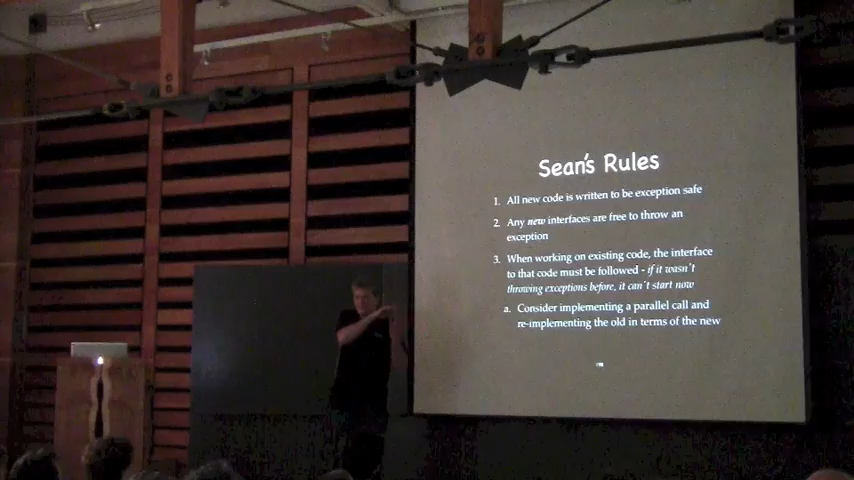 Sean's Rules
1. All new code is written to be exception safe
2. Any new interfaces are free to throw an
exception
3. When working on existing code, the interface
to that code must be followed - if it wasn't
throwing exceptions before, it can't start now
a. Consider implementing a parallel call and
re-implementing the old in terms of the new